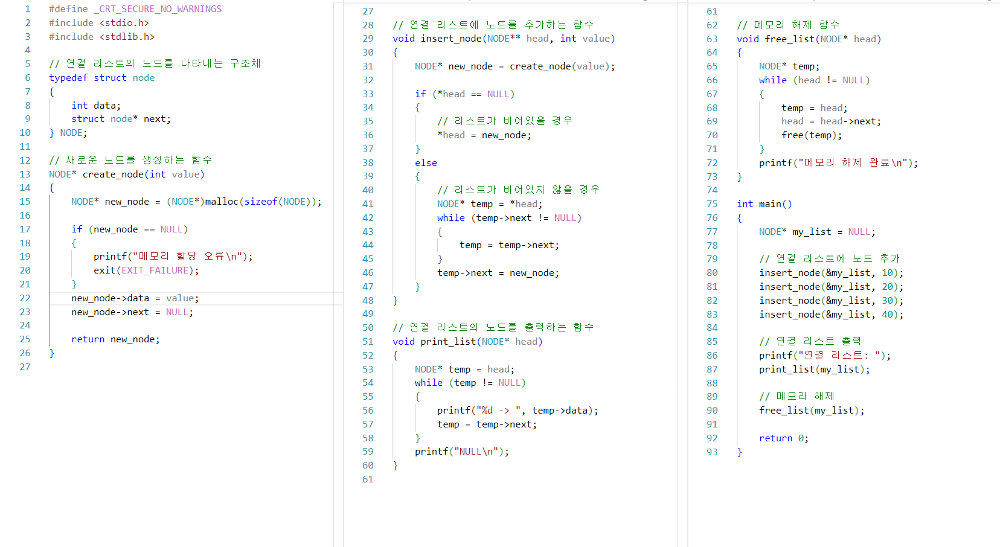 1 #define _CRT_SECURE_NO_WARNINGS
2 #include <stdio.h>
3 #include <stdlib.h>
4
5 // 연결 리스트의 노드를 나타내는 구조체
6 typedef struct node
7 {
8 int data;
9 struct node* next;
10 } NODE;
11
12 // 새로운 노드를 생성하는 함수
13 NODE* create_node(int value)
14 {
15 NODE* new_node = (NODE*)malloc(sizeof(NODE));
16
17 if (new_node == NULL)
18 {
19 printf("메모리 할당 오류\n");
20 exit(EXIT_FAILURE);
21 }
22 new_node->data = value;
23 new_node->next = NULL;
24
25 return new_node;
26 }
27
27
28 // 연결 리스트에 노드를 추가하는 함수
29 void insert_node(NODE** head, int value)
30 {
31 NODE* new_node = create_node(value);
32
33 if (*head == NULL)
34 {
35 // 리스트가 비어있을 경우
36 *head = new_node;
37 }
38 else
39 {
40 // 리스트가 비어있지 않을 경우
41 NODE* temp = *head;
42 while (temp->next != NULL)
43 {
44 temp = temp->next;
45 }
46 temp->next = new_node;
47 }
48 }
49
50 // 연결 리스트의 노드를 출력하는 함수
51 void print_list(NODE* head)
52 {
53 NODE* temp = head;
54 while (temp != NULL)
55 {
56 printf("%d -> ", temp->data);
57 temp = temp->next;
58 }
59 printf("NULL\n");
60 }
61
61
62 // 메모리 해제 함수
63 void free_list(NODE* head)
64 {
65 NODE* temp;
66 while (head != NULL)
67 {
68 temp = head;
69 head = head->next;
70 free(temp);
71 }
72 printf("메모리 해제 완료\n");
73 }
74
75 int main()
76 {
77 NODE* my_list = NULL;
78
79 // 연결 리스트에 노드 추가
80 insert_node(&my_list, 10);
81 insert_node(&my_list, 20);
82 insert_node(&my_list, 30);
83 insert_node(&my_list, 40);
84
85 // 연결 리스트 출력
86 printf("연결 리스트: ");
87 print_list(my_list);
88
89 // 메모리 해제
90 free_list(my_list);
91
92 return 0;
93 }